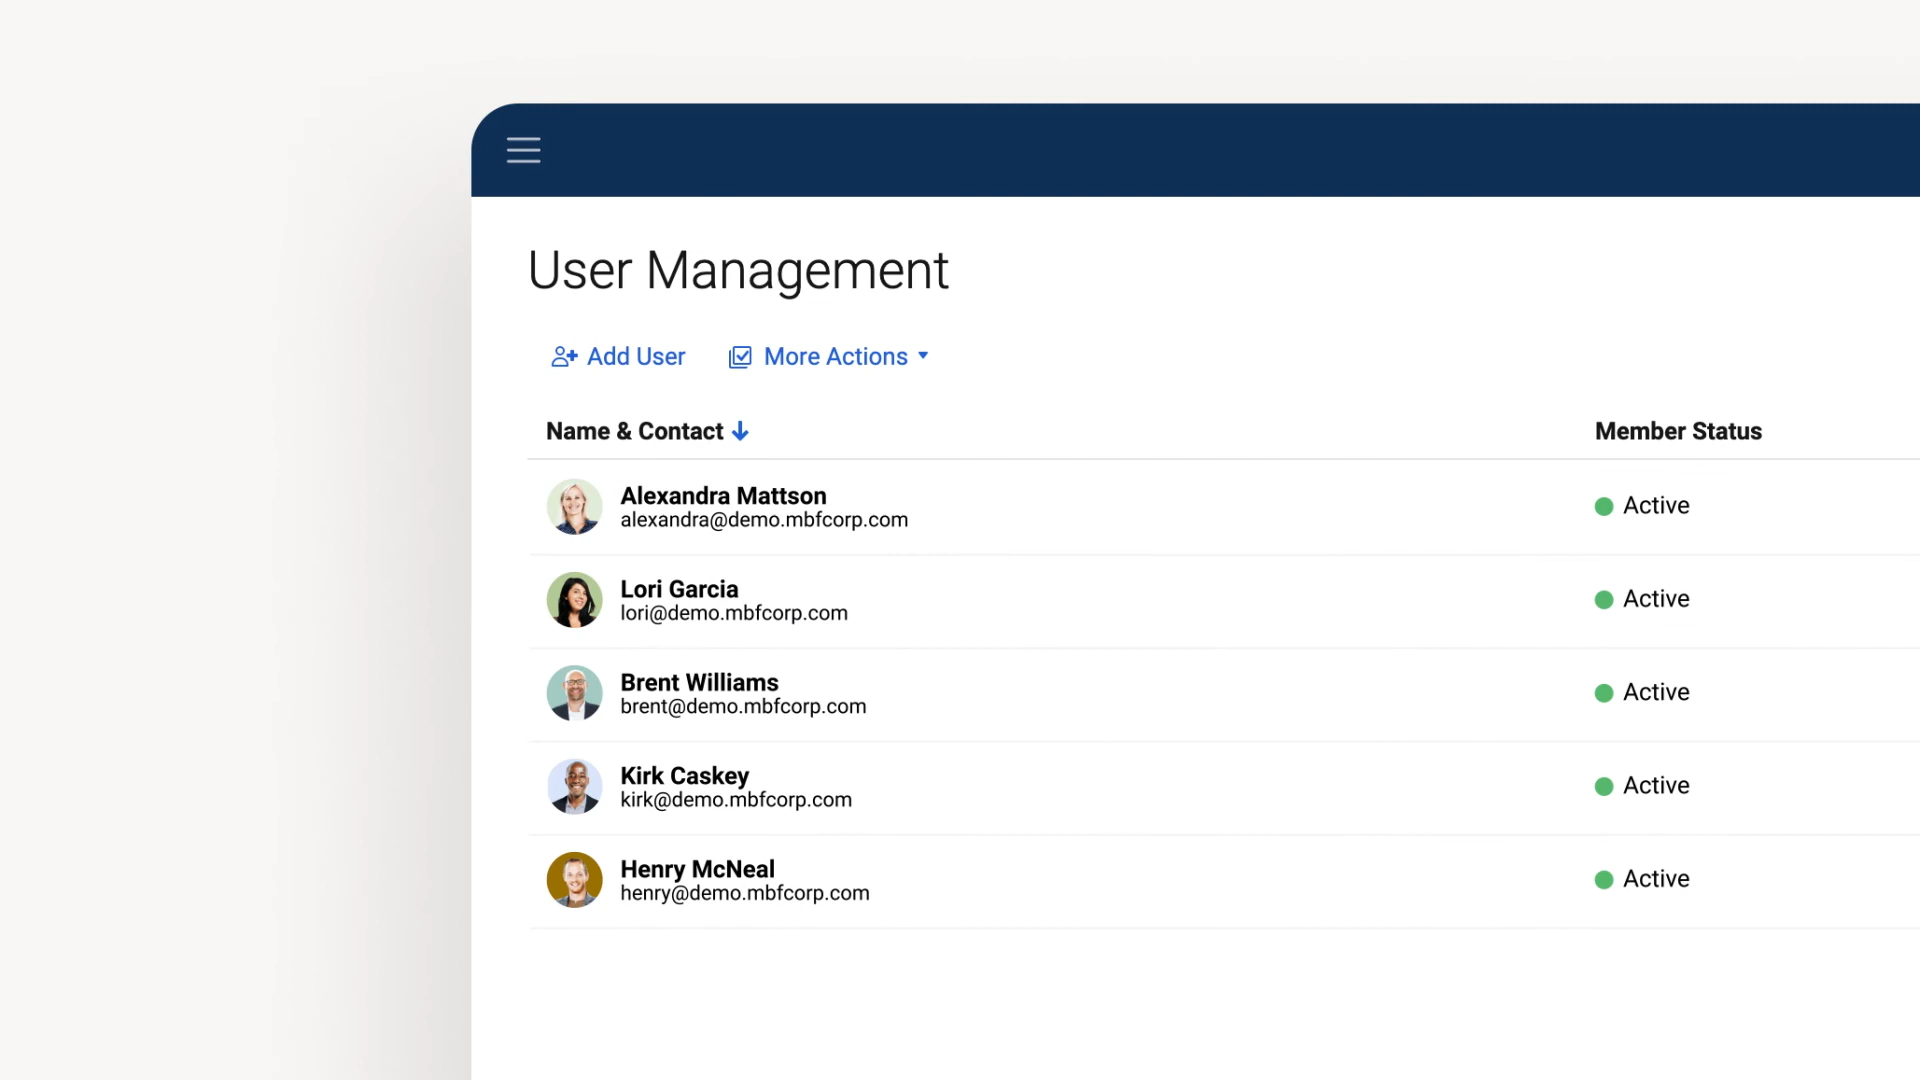 User Management
Add User More Actions
Name & Contact Member Status
Alexandra Mattson
alexandra@demo.mbfcorp.com
Active
Lori Garcia
lori@demo.mbfcorp.com
Active
Brent Williams
brent@demo.mbfcorp.com
Active
Kirk Caskey
kirk@demo.mbfcorp.com
Active
Henry McNeal
henry@demo.mbfcorp.com
Active